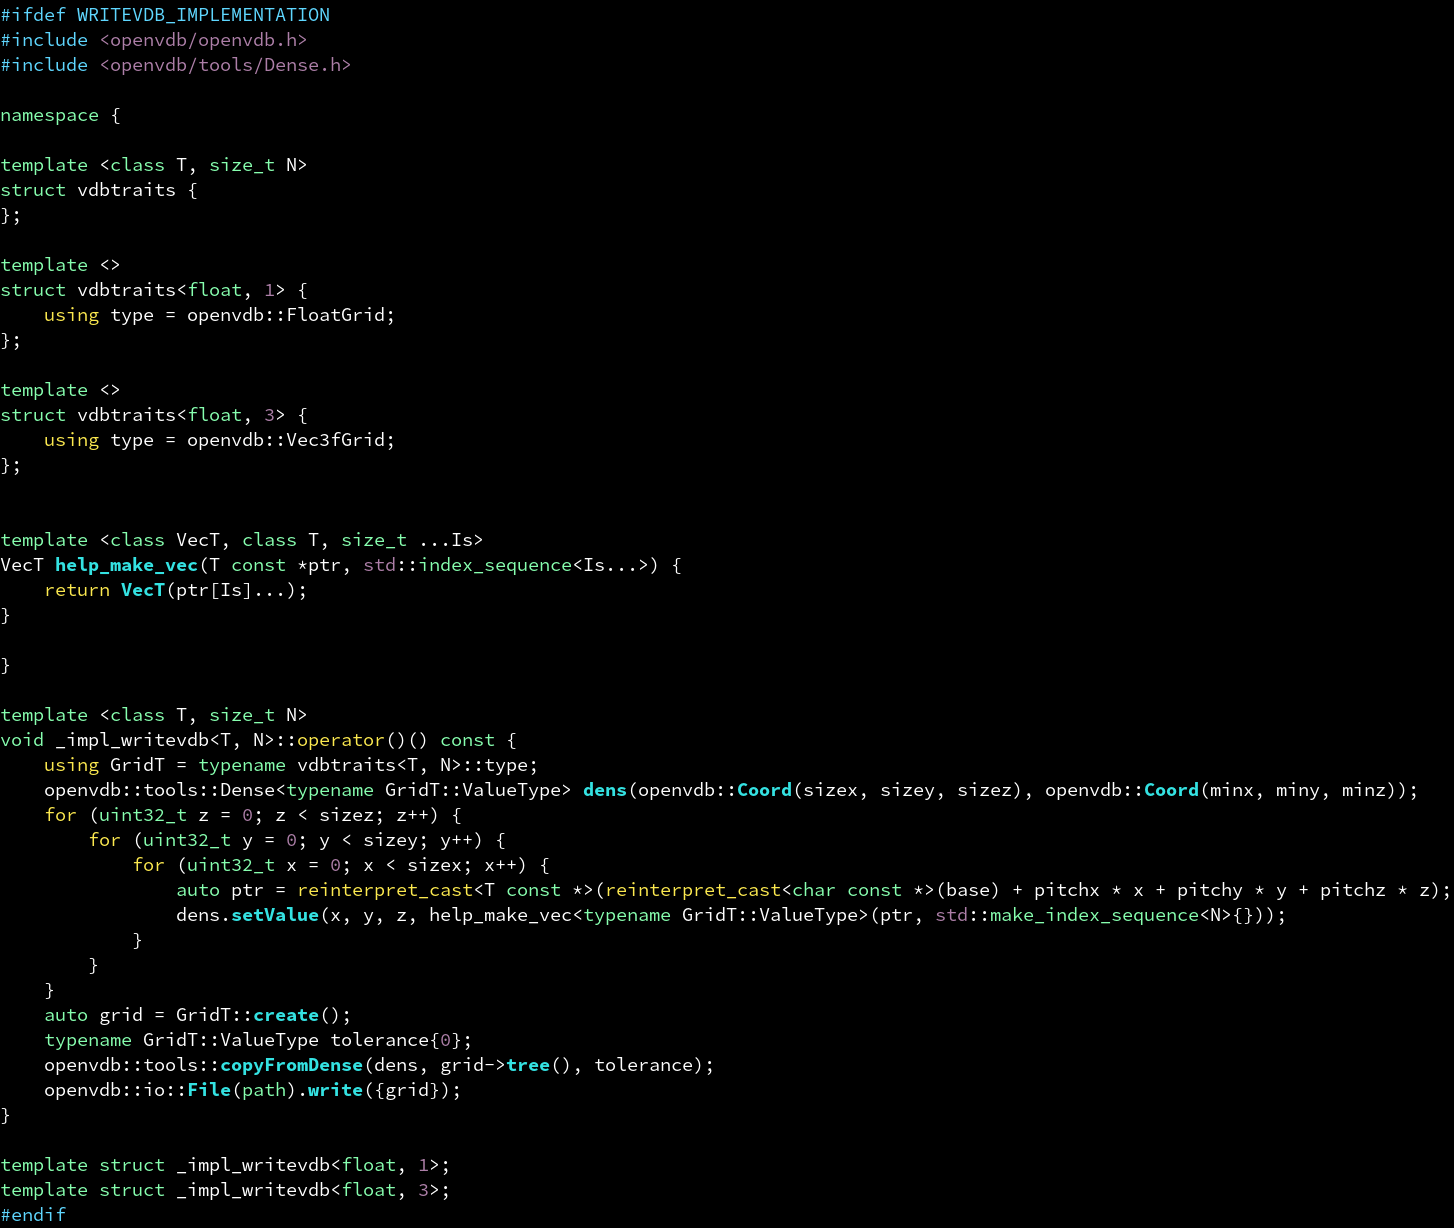 #ifdef WRITEVDB_IMPLEMENTATION
#include <openvdb/openvdb.h>
#include <openvdb/tools/Dense.h>

namespace {

template <class T, size_t N>
struct vdbtraits {
};

template <>
struct vdbtraits<float, 1> {
    using type = openvdb::FloatGrid;
};

template <>
struct vdbtraits<float, 3> {
    using type = openvdb::Vec3fGrid;
};


template <class VecT, class T, size_t ...Is>
VecT help_make_vec(T const *ptr, std::index_sequence<Is...>) {
    return VecT(ptr[Is]...);
}

}

template <class T, size_t N>
void _impl_writevdb<T, N>::operator()() const {
    using GridT = typename vdbtraits<T, N>::type;
    openvdb::tools::Dense<typename GridT::ValueType> dens(openvdb::Coord(sizex, sizey, sizez), openvdb::Coord(minx, miny, minz));
    for (uint32_t z = 0; z < sizez; z++) {
        for (uint32_t y = 0; y < sizey; y++) {
            for (uint32_t x = 0; x < sizex; x++) {
                auto ptr = reinterpret_cast<T const *>(reinterpret_cast<char const *>(base) + pitchx * x + pitchy * y + pitchz * z);
                dens.setValue(x, y, z, help_make_vec<typename GridT::ValueType>(ptr, std::make_index_sequence<N>{}));
            }
        }
    }
    auto grid = GridT::create();
    typename GridT::ValueType tolerance{0};
    openvdb::tools::copyFromDense(dens, grid->tree(), tolerance);
    openvdb::io::File(path).write({grid});
}

template struct _impl_writevdb<float, 1>;
template struct _impl_writevdb<float, 3>;
#endif